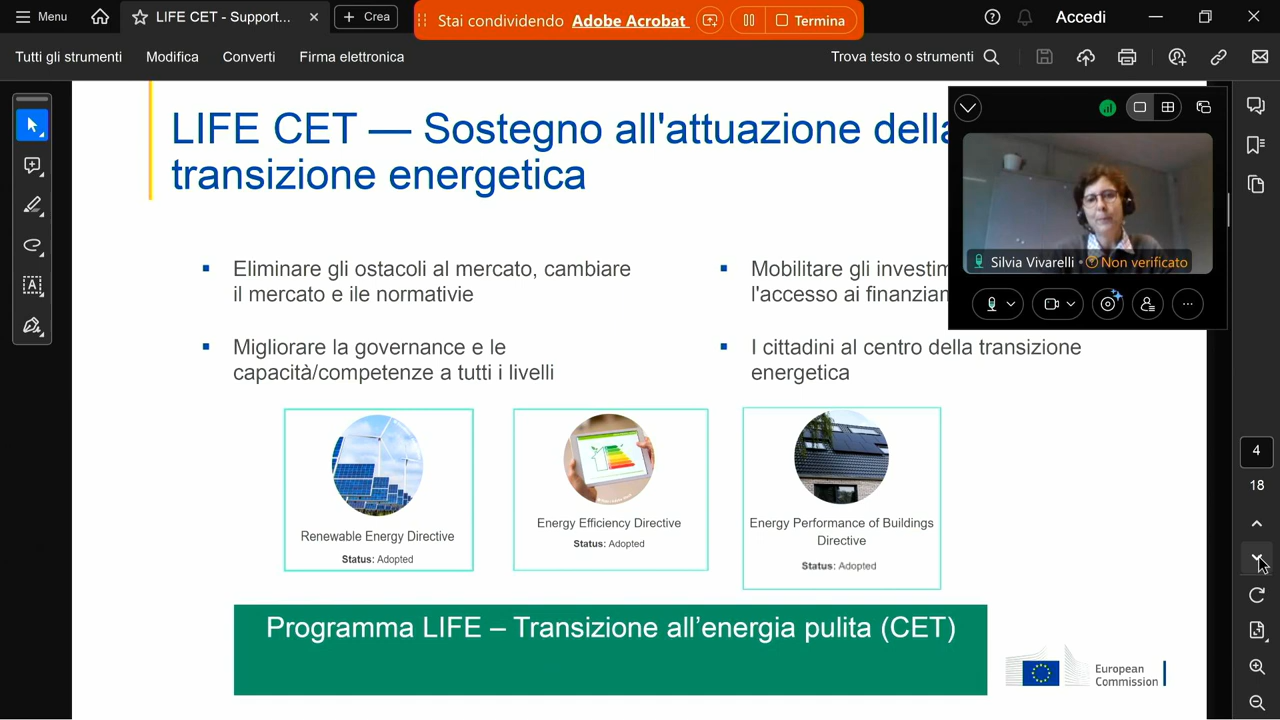 Menu
LIFE CET - Support...
Crea
Stai condividendo Adobe Acrobat
Termina
Accedi
Tutti gli strumenti
Modifica
Converti
Firma elettronica
Trova testo o strumenti
LIFE CET — Sostegno all'attuazione della
transizione energetica
Silvia Vivarelli
Non verificato
Eliminare gli ostacoli al mercato, cambiare
il mercato e ile normativie
Mobilitare gli investim
l'accesso ai finanziam
Migliorare la governance e le
capacità/competenze a tutti i livelli
I cittadini al centro della transizione
energetica
Renewable Energy Directive
Status: Adopted
Energy Efficiency Directive
Status: Adopted
Energy Performance of Buildings
Directive
Status: Adopted
4
18
Programma LIFE – Transizione all’energia pulita (CET)
European
Commission